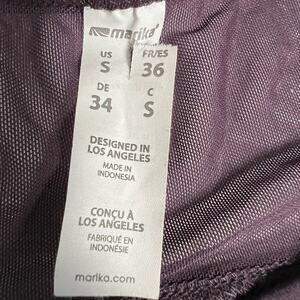 marika
US FR/ES
S 36
DE C
34 S
DESIGNED IN
LOS ANGELES
MADE IN
INDONESIA
CONÇU À
LOS ANGELES
FABRIQUÉ EN
INDONÉSIE
marika.com